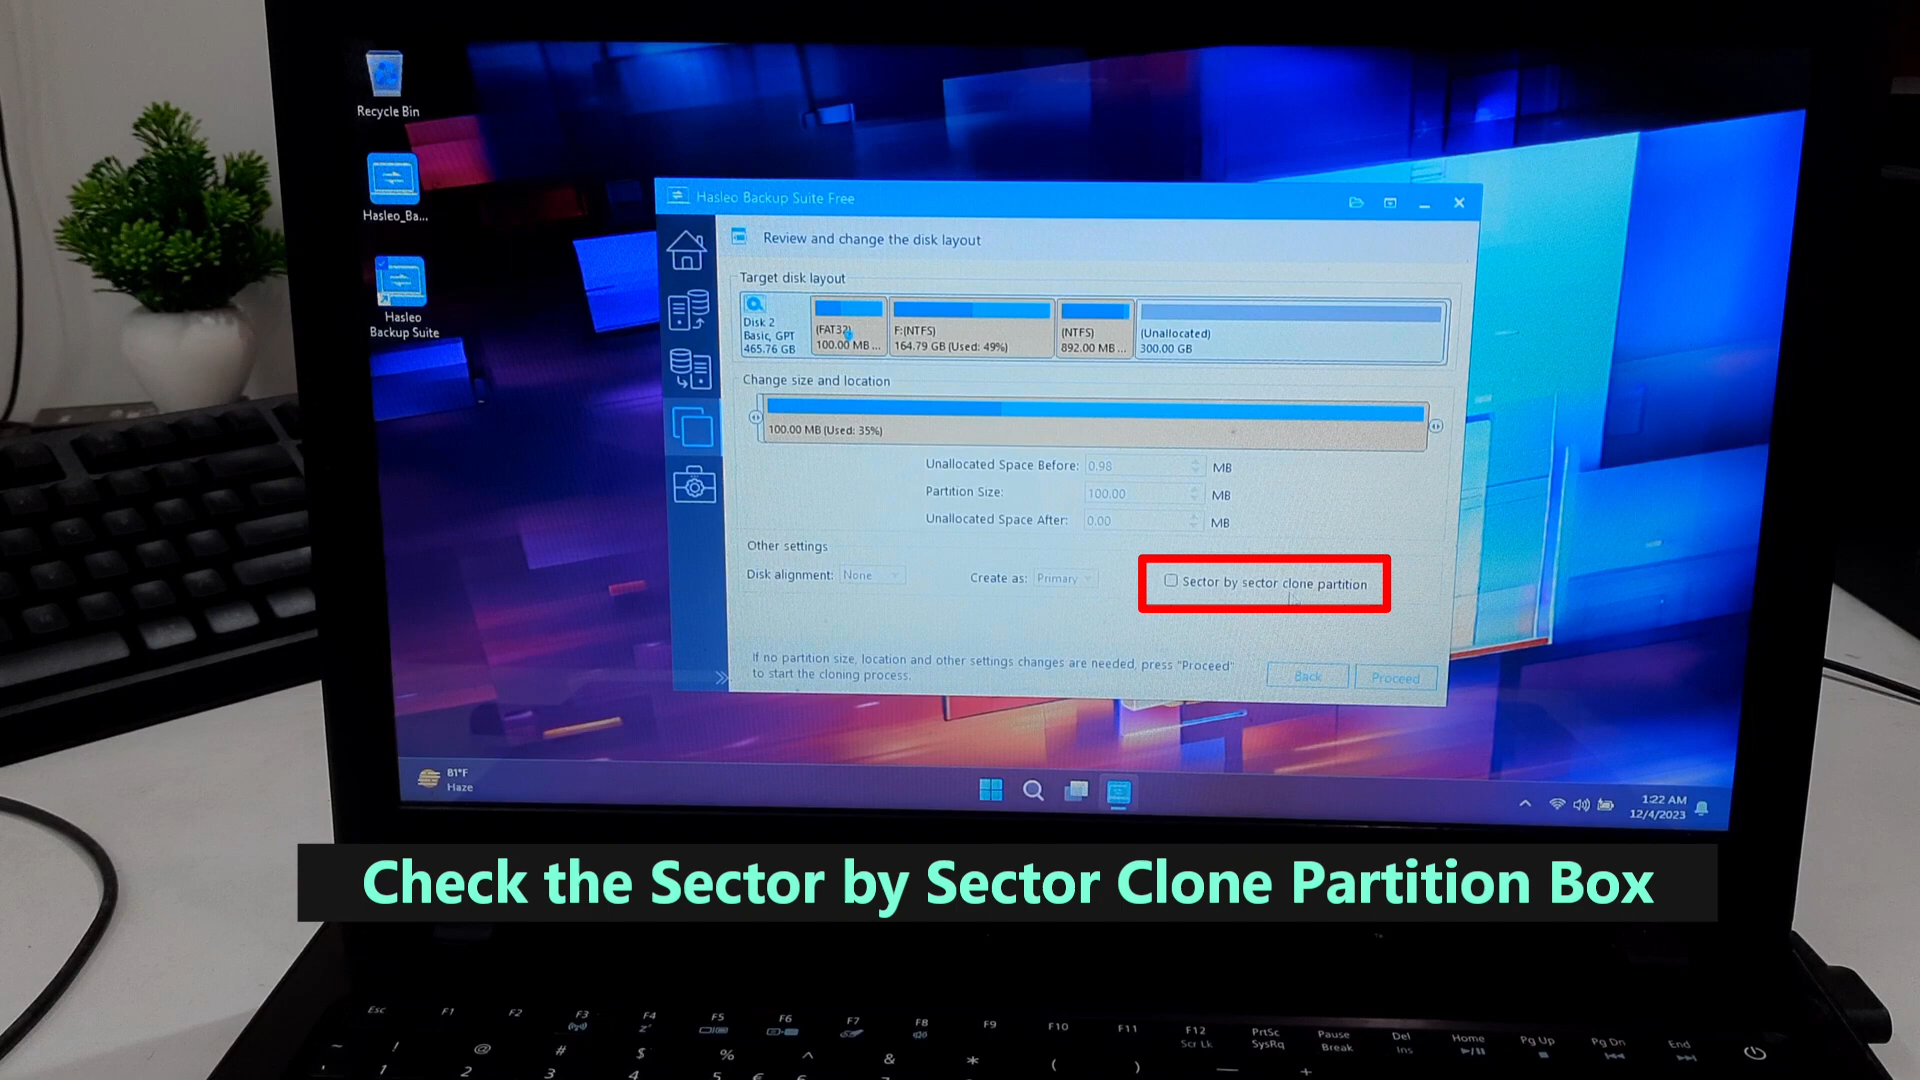 Recycle Bin
Hasleo_Ba...
Hasleo
Backup Suite
Hasleo Backup Suite Free
Review and change the disk layout
Target disk layout
Disk 2
Basic, GPT
465.76 GB
(FAT32)
100.00 MB ...
F:(NTFS)
164.79 GB (Used: 49%)
(NTFS)
892.00 MB ...
(Unallocated)
300.00 GB
Change size and location
100.00 MB (Used: 35%)
Unallocated Space Before: 0.98 MB
Partition Size: 100.00 MB
Unallocated Space After: 0.00 MB
Other settings
Disk alignment: None
Create as: Primary
Sector by sector clone partition
If no partition size, location and other settings changes are needed, press "Proceed"
to start the cloning process.
Back
Proceed
81°F
Haze
1:22 AM
12/4/2023
Check the Sector by Sector Clone Partition Box
Esc F1 F2 F3 F4 F5 F6 F7 F8 F9 F10 F11 F12 PrtSc Pause Del Home Pg Up Pg Dn End
Scr Lk SysRq Break Ins
~ ! @ # $ % ^ & * ( ) — +
1 2 3 4 5 € 6